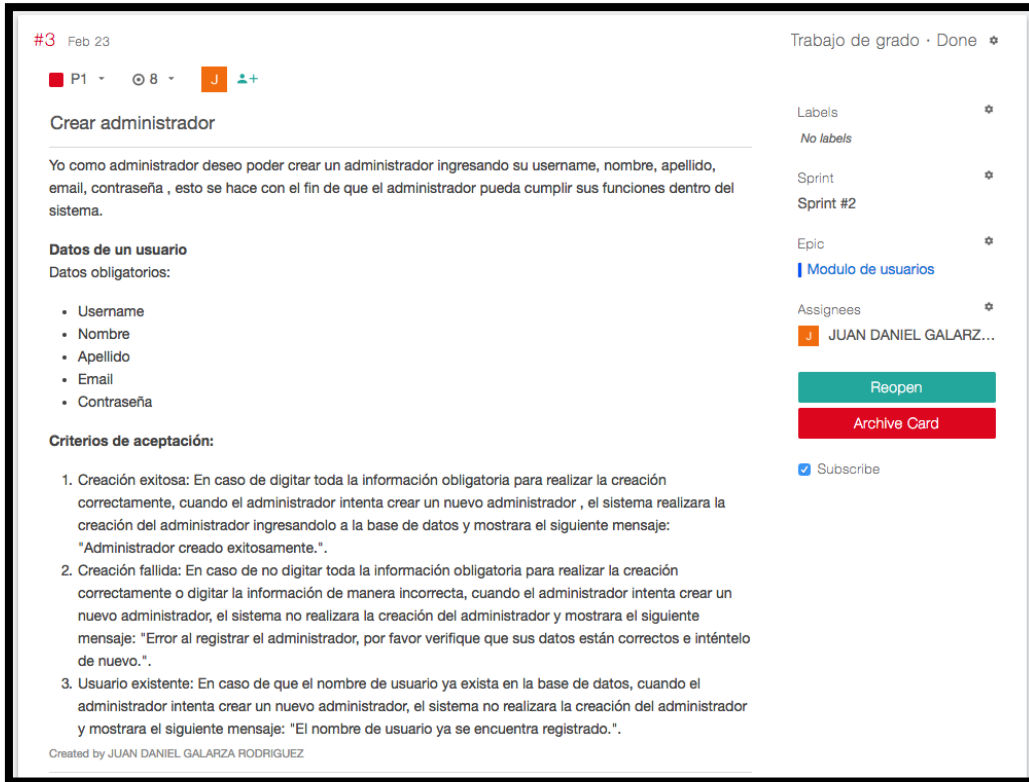 #3 Feb 23
Trabajo de grado · Done
P1 8 J
Crear administrador
Yo como administrador deseo poder crear un administrador ingresando su username, nombre, apellido,
email, contraseña , esto se hace con el fin de que el administrador pueda cumplir sus funciones dentro del
sistema.
Datos de un usuario
Datos obligatorios:
• Username
• Nombre
• Apellido
• Email
• Contraseña
Criterios de aceptación:
1. Creación exitosa: En caso de digitar toda la información obligatoria para realizar la creación
correctamente, cuando el administrador intenta crear un nuevo administrador , el sistema realizara la
creación del administrador ingresandolo a la base de datos y mostrara el siguiente mensaje:
"Administrador creado exitosamente.".
2. Creación fallida: En caso de no digitar toda la información obligatoria para realizar la creación
correctamente o digitar la información de manera incorrecta, cuando el administrador intenta crear un
nuevo administrador, el sistema no realizara la creación del administrador y mostrara el siguiente
mensaje: "Error al registrar el administrador, por favor verifique que sus datos están correctos e inténtelo
de nuevo.".
3. Usuario existente: En caso de que el nombre de usuario ya exista en la base de datos, cuando el
administrador intenta crear un nuevo administrador, el sistema no realizara la creación del administrador
y mostrara el siguiente mensaje: "El nombre de usuario ya se encuentra registrado.".
Created by JUAN DANIEL GALARZA RODRIGUEZ
Labels
No labels
Sprint
Sprint #2
Epic
Modulo de usuarios
Assignees
J JUAN DANIEL GALARZ...
Reopen
Archive Card
Subscribe